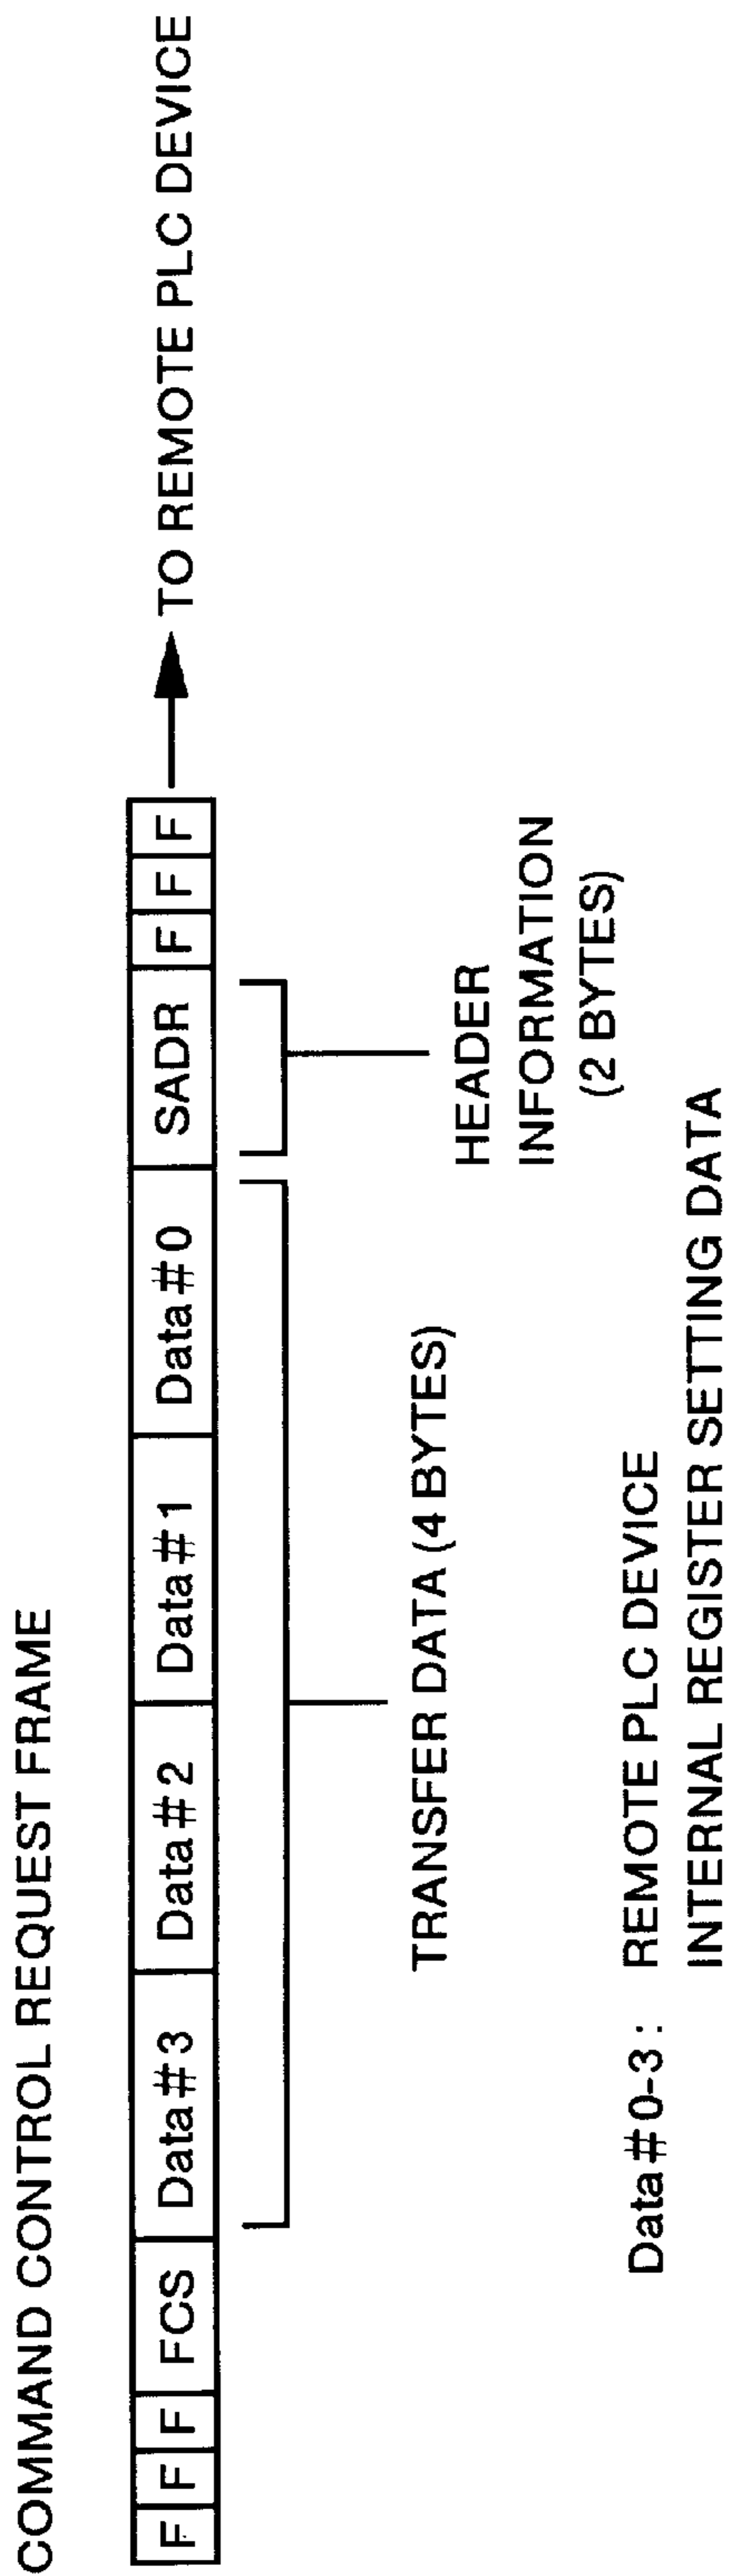 COMMAND CONTROL REQUEST FRAME
F F F FCS Data#3 Data#2 Data#1 Data#0 SADR F F F TO REMOTE PLC DEVICE
TRANSFER DATA (4 BYTES)
HEADER
INFORMATION
(2 BYTES)
Data#0-3: REMOTE PLC DEVICE
INTERNAL REGISTER SETTING DATA